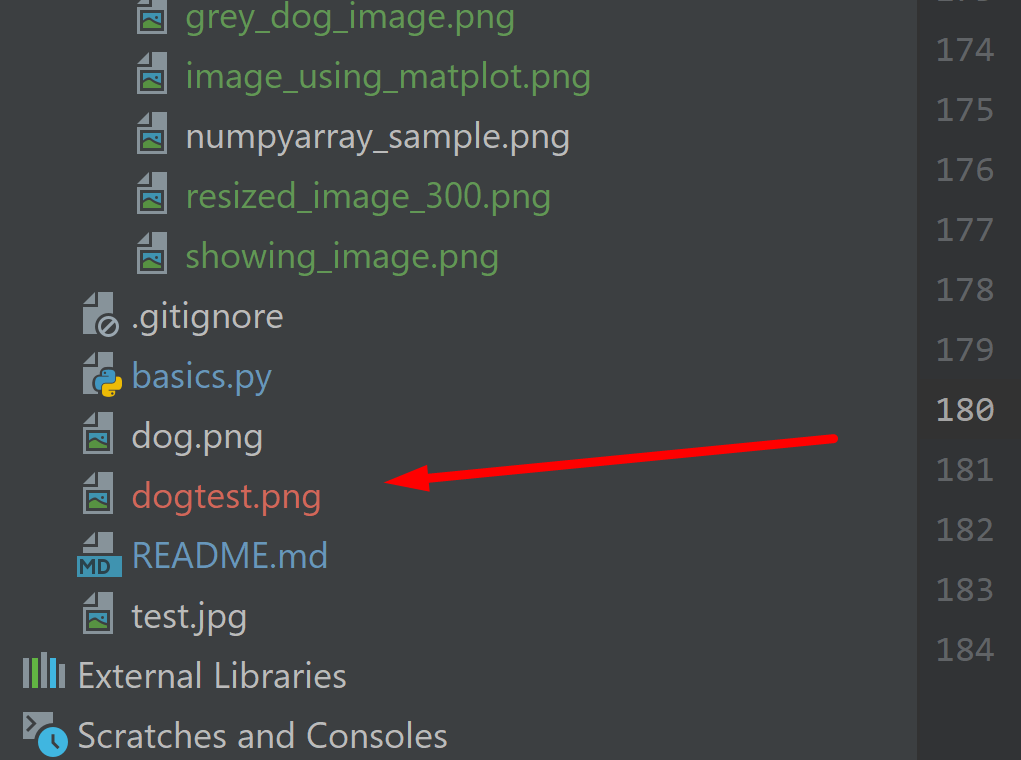 grey_dog_image.png
174
image_using_matplot.png
175
numpyarray_sample.png
176
resized_image_300.png
177
showing_image.png
178
.gitignore
179
basics.py
180
dog.png
181
dogtest.png
182
MD README.md
183
test.jpg
184
External Libraries
Scratches and Consoles